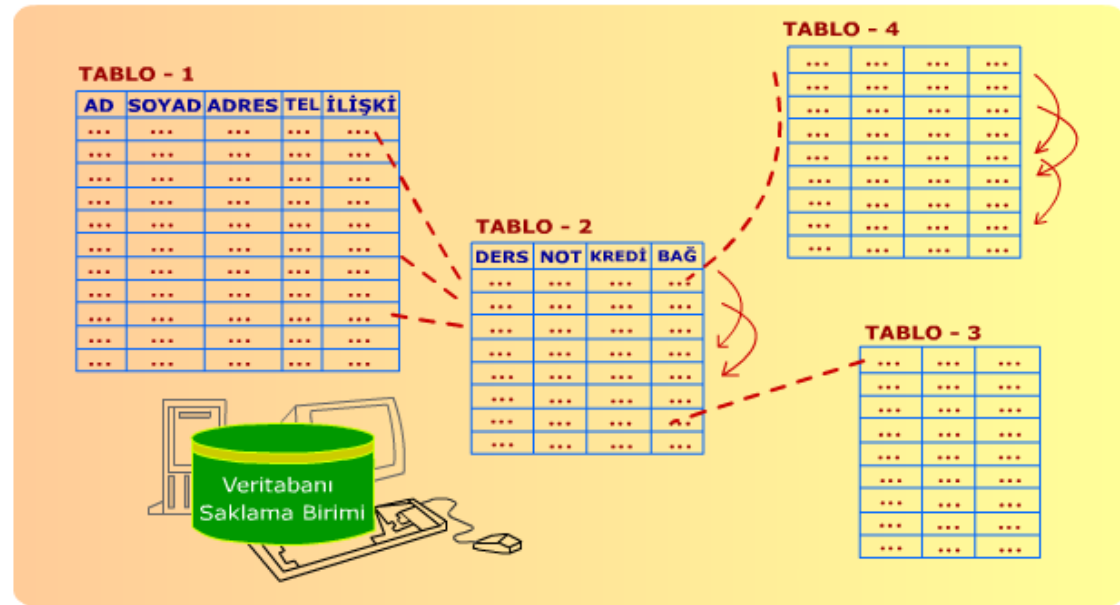 TABLO - 1
AD SOYAD ADRES TEL İLİŞKİ
... ... ... ... ...
... ... ... ... ...
... ... ... ... ...
... ... ... ... ...
... ... ... ... ...
... ... ... ... ...
... ... ... ... ...
... ... ... ... ...
... ... ... ... ...
... ... ... ... ...
... ... ... ... ...
TABLO - 2
DERS NOT KREDİ BAĞ
... ... ... ...
... ... ... ...
... ... ... ...
... ... ... ...
... ... ... ...
... ... ... ...
... ... ... ...
... ... ... ...
TABLO - 4
... ... ... ...
... ... ... ...
... ... ... ...
... ... ... ...
... ... ... ...
... ... ... ...
... ... ... ...
... ... ... ...
... ... ... ...
TABLO - 3
... ... ...
... ... ...
... ... ...
... ... ...
... ... ...
... ... ...
... ... ...
... ... ...
... ... ...
Veritabanı
Saklama Birimi